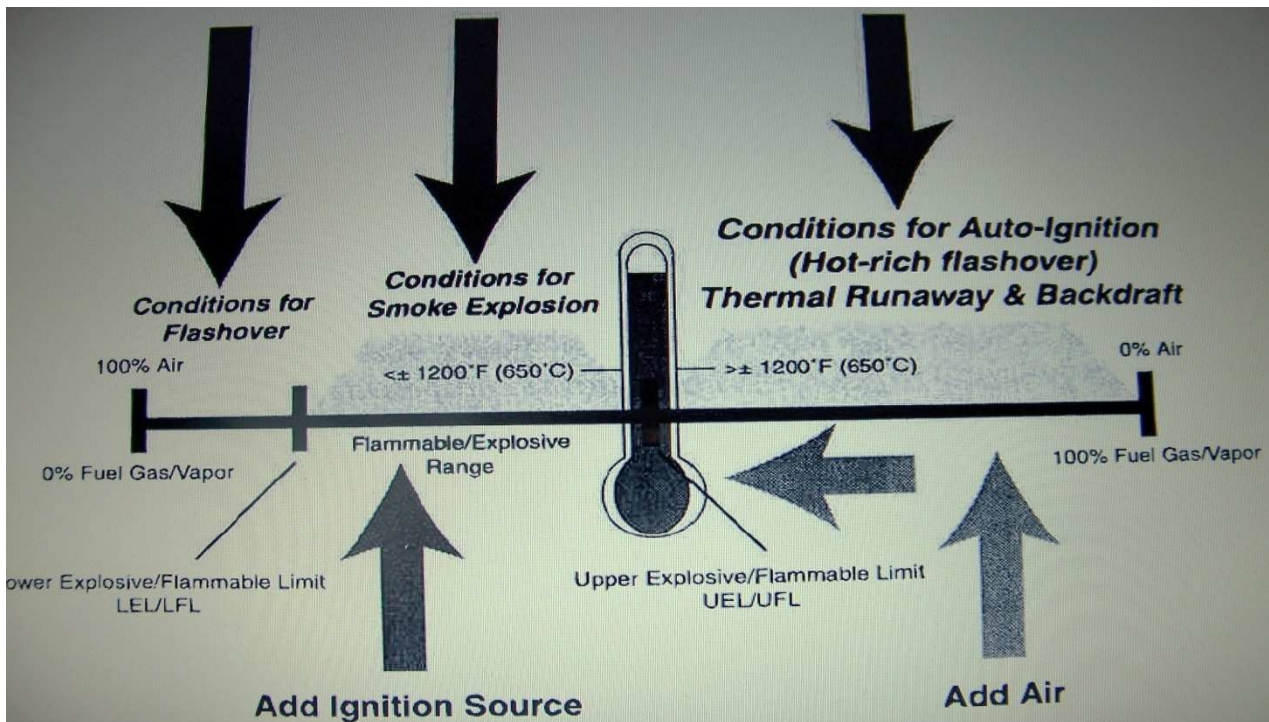 Conditions for Auto-Ignition
(Hot-rich flashover)
Thermal Runaway & Backdraft
Conditions for
Smoke Explosion
Conditions for
Flashover
100% Air
<± 1200°F (650°C)
>± 1200°F (650°C)
0% Air
0% Fuel Gas/Vapor
Flammable/Explosive
Range
100% Fuel Gas/Vapor
ower Explosive/Flammable Limit
LEL/LFL
Upper Explosive/Flammable Limit
UEL/UFL
Add Ignition Source
Add Air